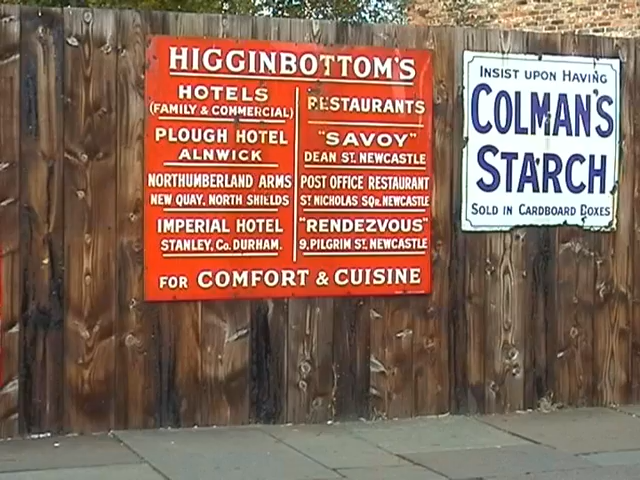 HIGGINBOTTOM'S
HOTELS
(FAMILY & COMMERCIAL)
PLOUGH HOTEL
ALNWICK
NORTHUMBERLAND ARMS
NEW QUAY, NORTH SHIELDS
IMPERIAL HOTEL
STANLEY, Co. DURHAM.
RESTAURANTS
"SAVOY"
DEAN ST. NEWCASTLE
POST OFFICE RESTAURANT
ST NICHOLAS SQR. NEWCASTLE
"RENDEZVOUS"
9, PILGRIM ST. NEWCASTLE
FOR COMFORT & CUISINE
INSIST UPON HAVING
COLMAN'S
STARCH
SOLD IN CARDBOARD BOXES